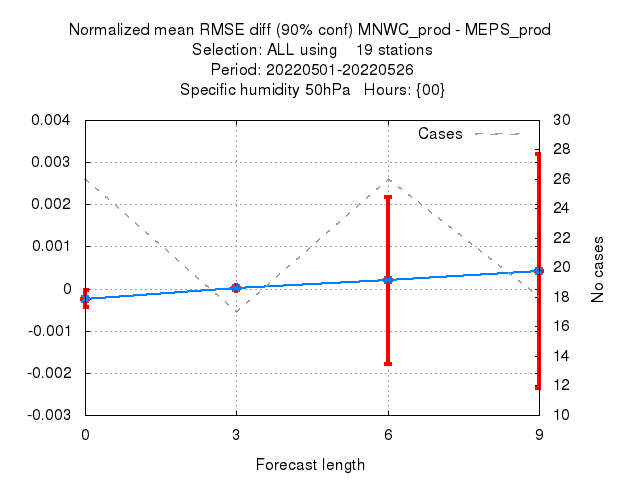 Normalized mean RMSE diff (90% conf) MNWC_prod - MEPS_prod
Selection: ALL using    19 stations
Period: 20220501-20220526
Specific humidity 50hPa   Hours: {00}
Cases
0.004
0.003
0.002
0.001
0
-0.001
-0.002
-0.003
30
28
26
24
22
20
18
16
14
12
10
No cases
0 3 6 9
Forecast length